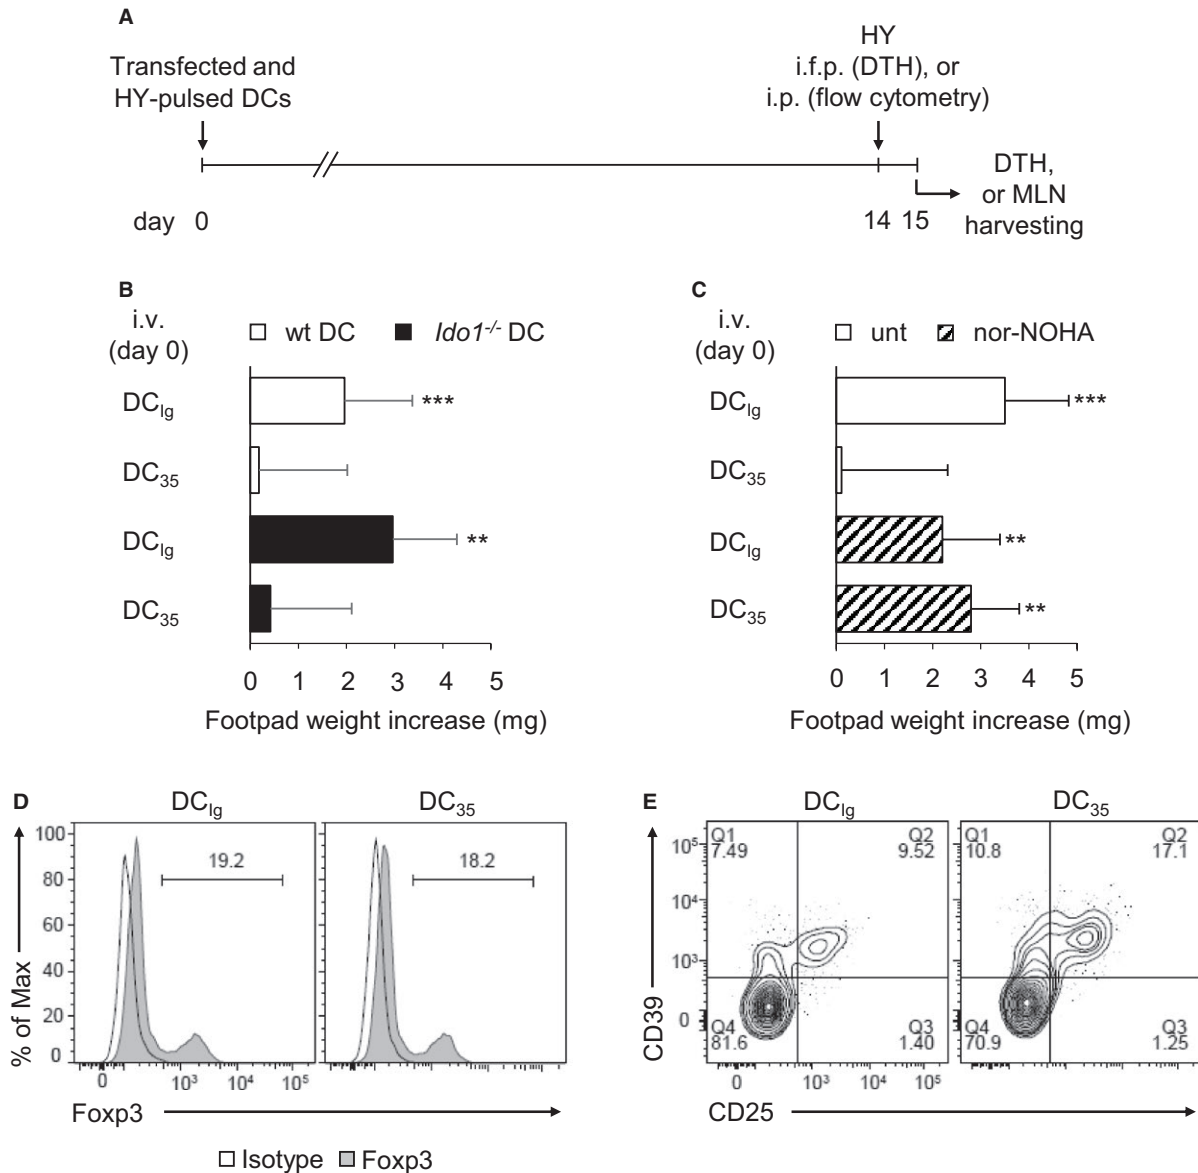 A
Transfected and
HY-pulsed DCs
HY
i.f.p. (DTH), or
i.p. (flow cytometry)
day 0
14 15
DTH,
or MLN
harvesting
B
i.v.
(day 0)
wt DC
Ido1-/- DC
DCIg
***
DC35
DCIg
**
DC35
0 1 2 3 4 5
Footpad weight increase (mg)
C
i.v.
(day 0)
unt
nor-NOHA
DCIg
***
DC35
DCIg
**
DC35
**
0 1 2 3 4 5
Footpad weight increase (mg)
D
DCIg
DC35
% of Max
100
80
60
40
20
0
19.2
18.2
0 103 104 105
Foxp3
Isotype
Foxp3
E
DCIg
DC35
CD39
105
104
103
0
Q1
7.49
Q2
9.52
Q4
81.6
Q3
1.40
Q1
10.8
Q2
17.1
Q4
70.9
Q3
1.25
0 103 104 105
CD25